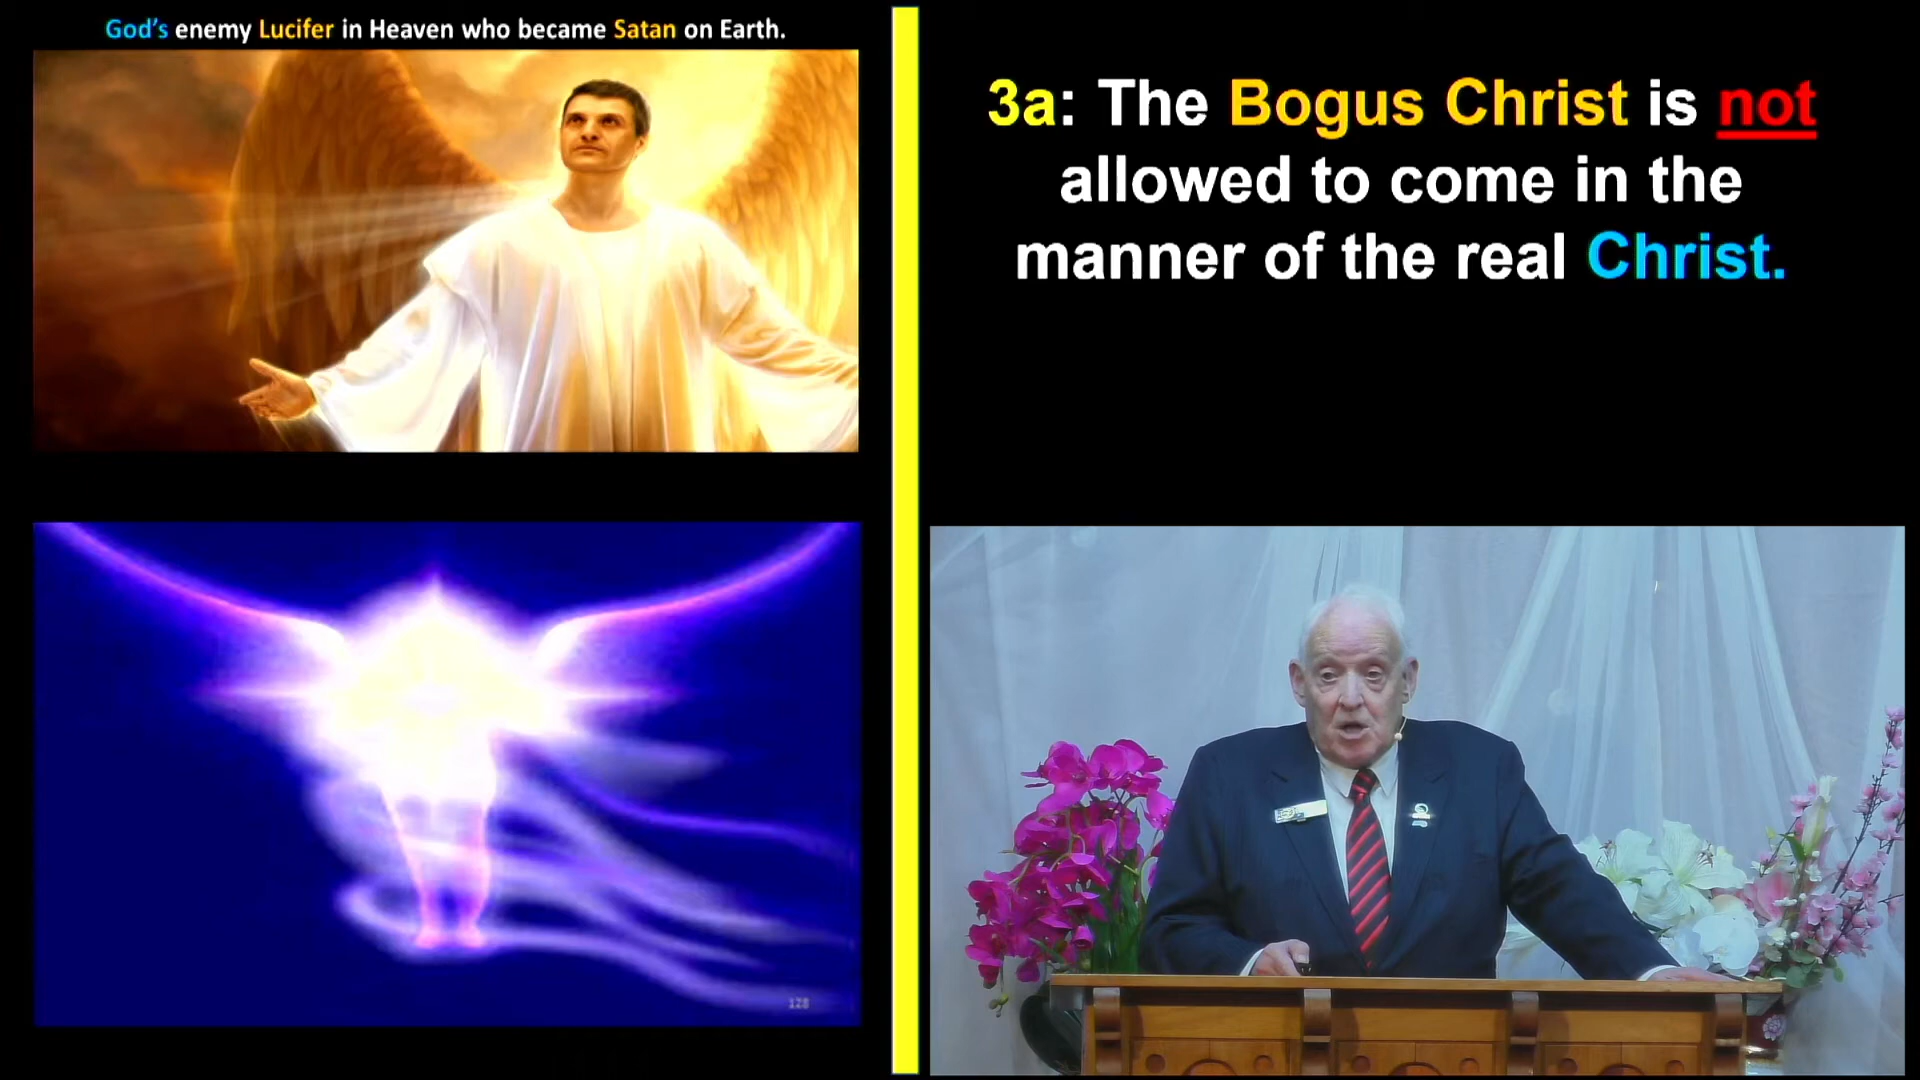 God's enemy Lucifer in Heaven who became Satan on Earth.
3a: The Bogus Christ is not
allowed to come in the
manner of the real Christ.
128